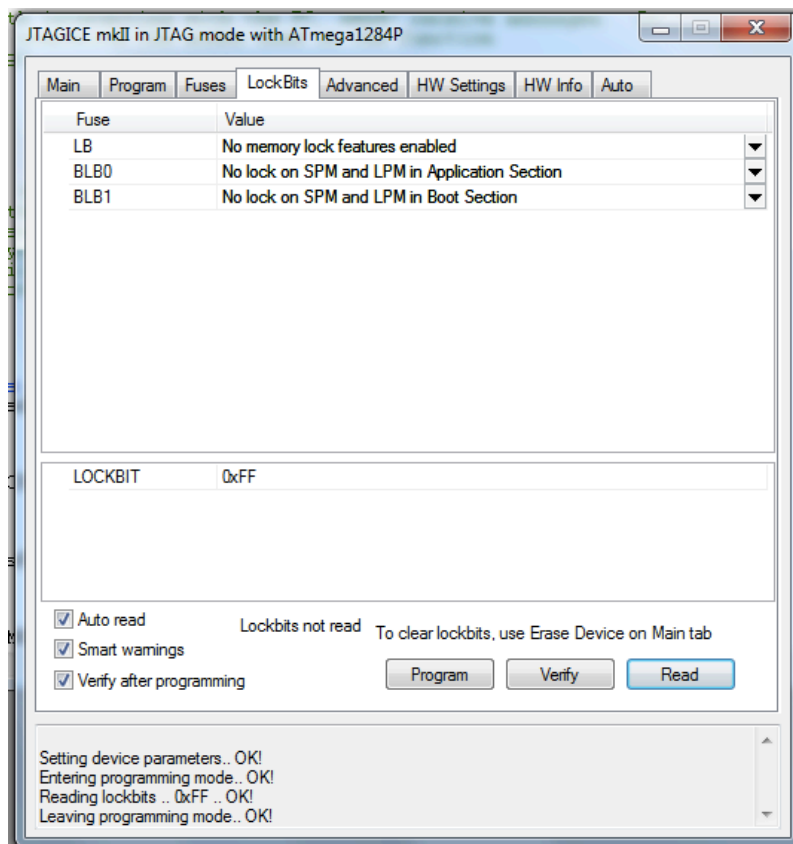 JTAGICE mkII in JTAG mode with ATmega1284P
Main Program Fuses LockBits Advanced HW Settings HW Info Auto
Fuse Value
LB No memory lock features enabled
BLB0 No lock on SPM and LPM in Application Section
BLB1 No lock on SPM and LPM in Boot Section
LOCKBIT 0xFF
Auto read
Lockbits not read
To clear lockbits, use Erase Device on Main tab
Smart warnings
Verify after programming
Program Verify Read
Setting device parameters.. OK!
Entering programming mode.. OK!
Reading lockbits .. 0xFF .. OK!
Leaving programming mode.. OK!